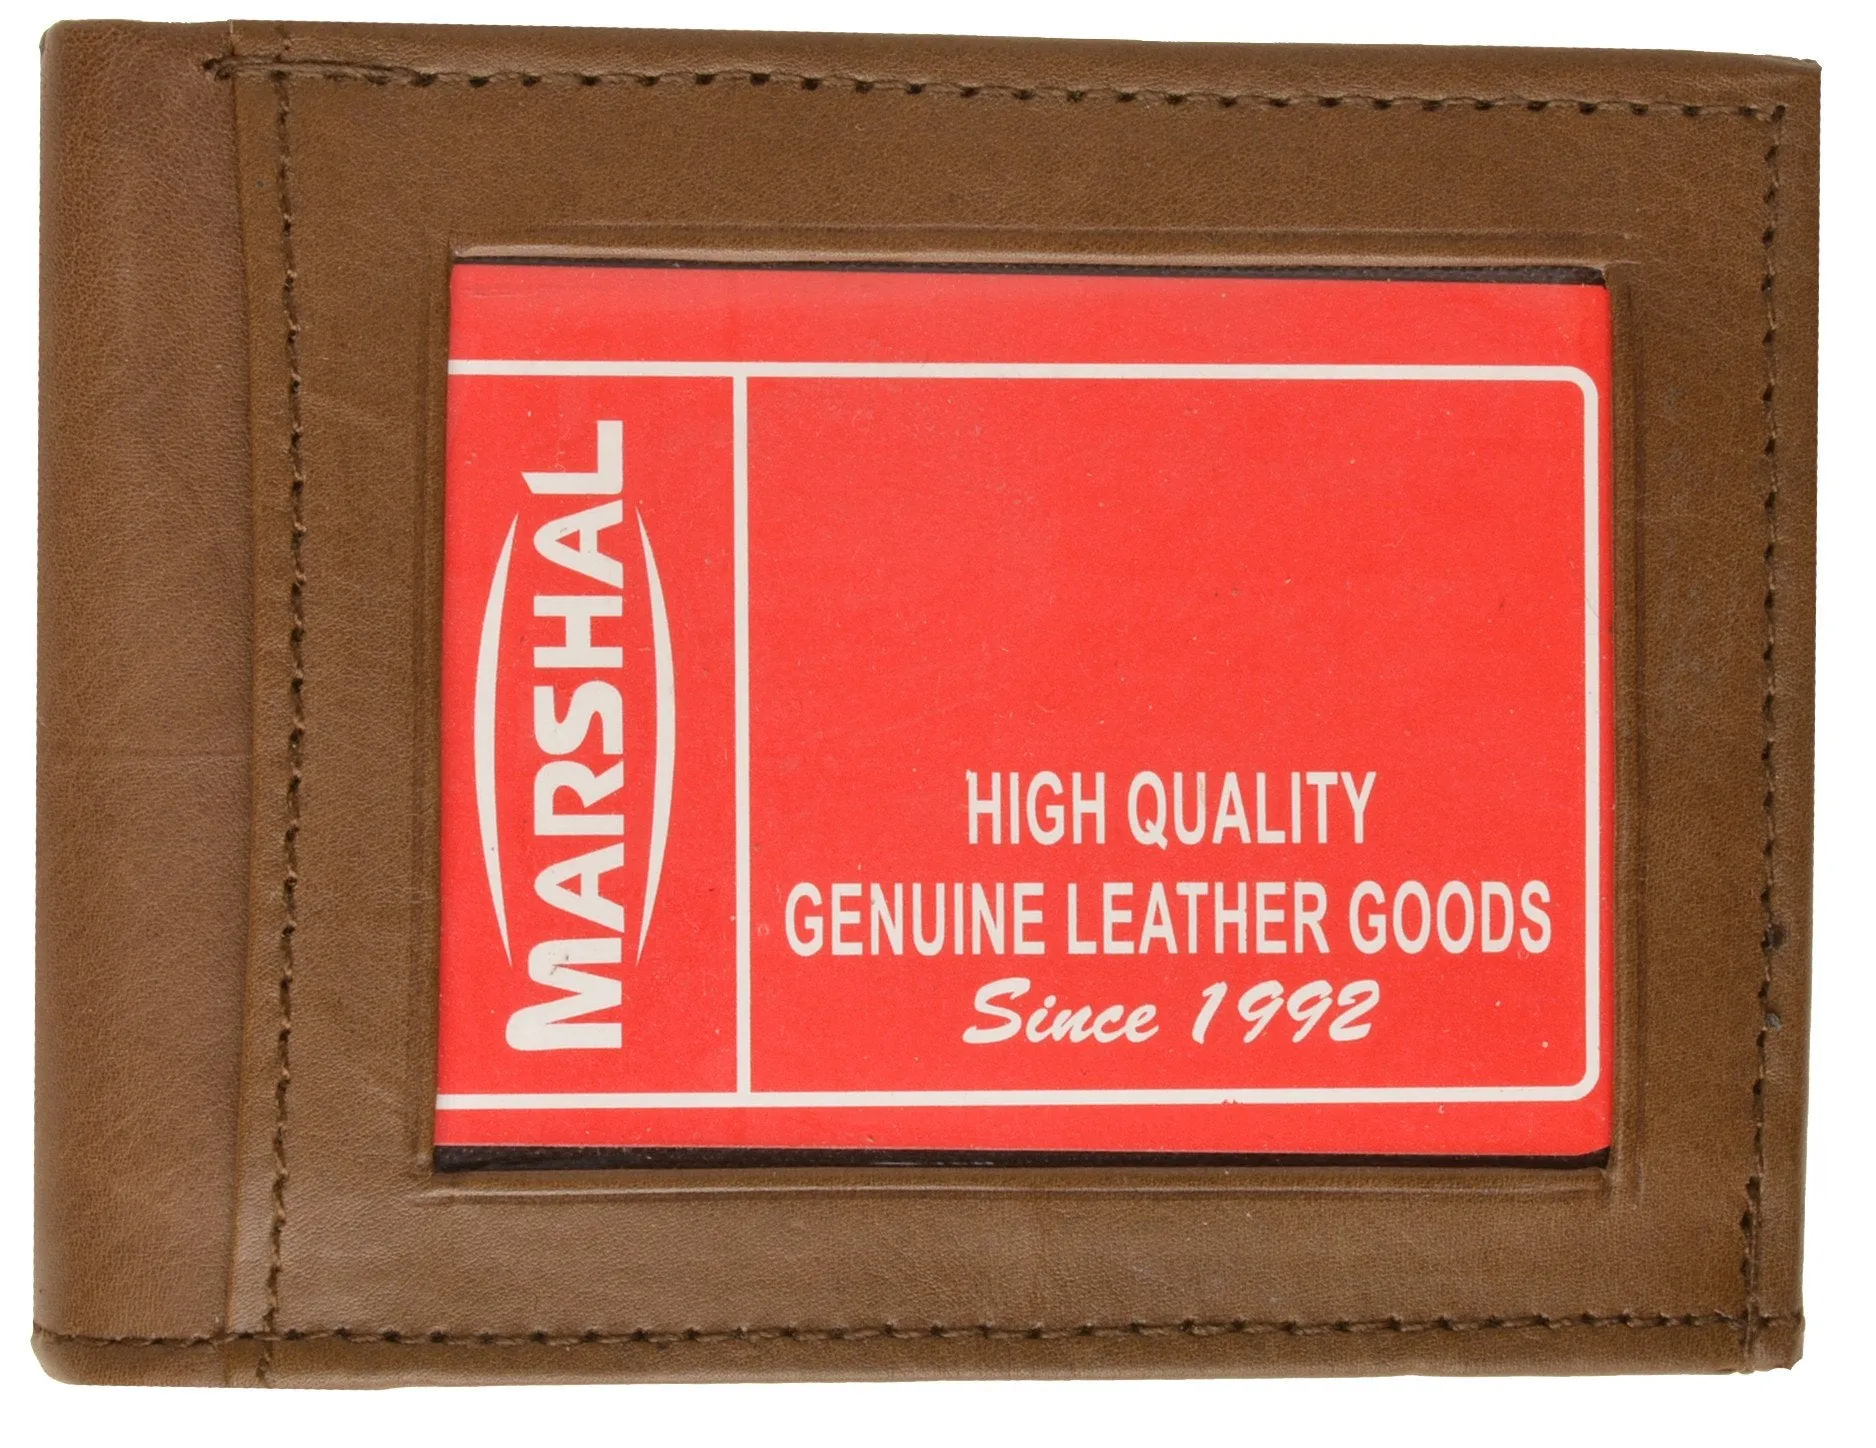 MARSHAL
HIGH QUALITY
GENUINE LEATHER GOODS
Since 1992